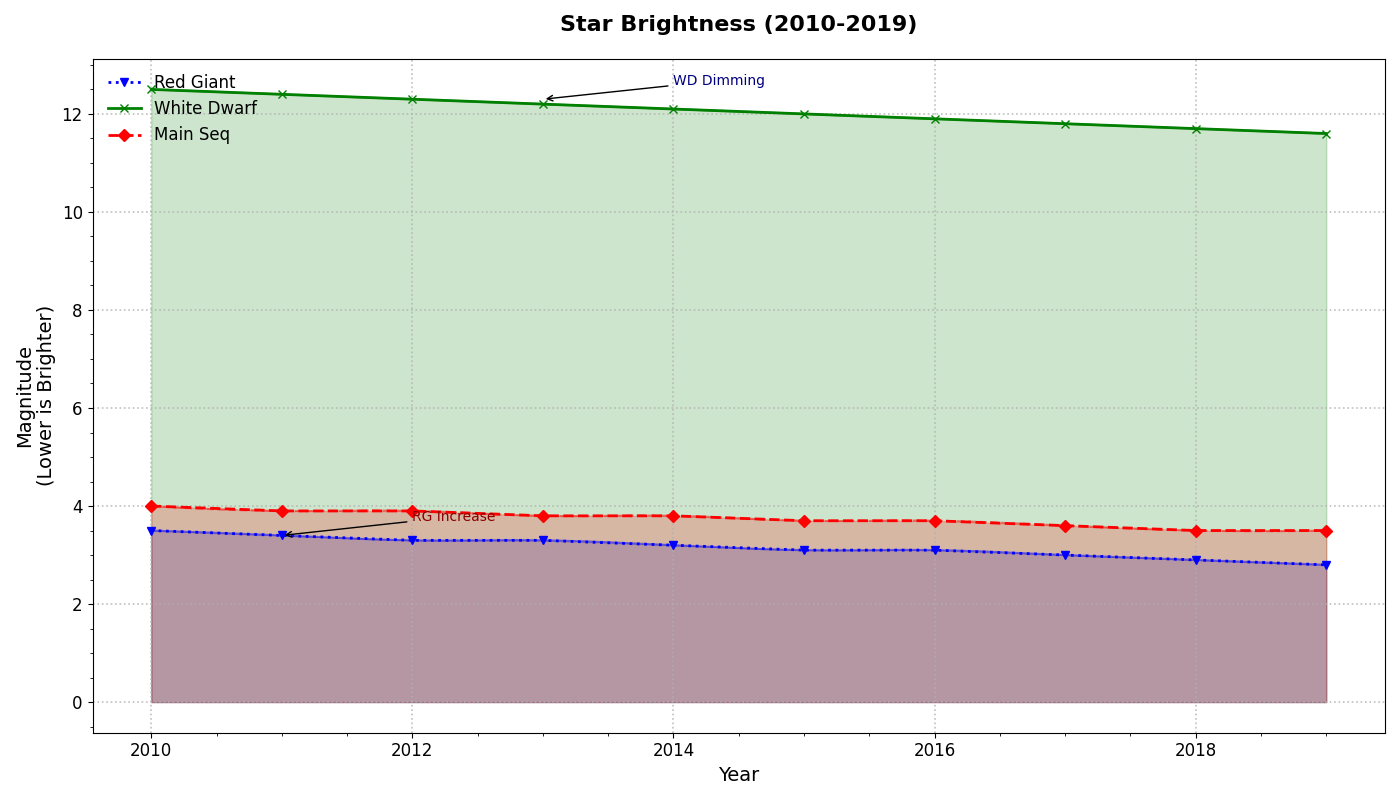 Star Brightness (2010-2019)
Red Giant
White Dwarf
Main Seq
WD Dimming
RG Increase
12
10
8
6
4
2
0
Magnitude
(Lower is Brighter)
2010
2012
2014
2016
2018
Year